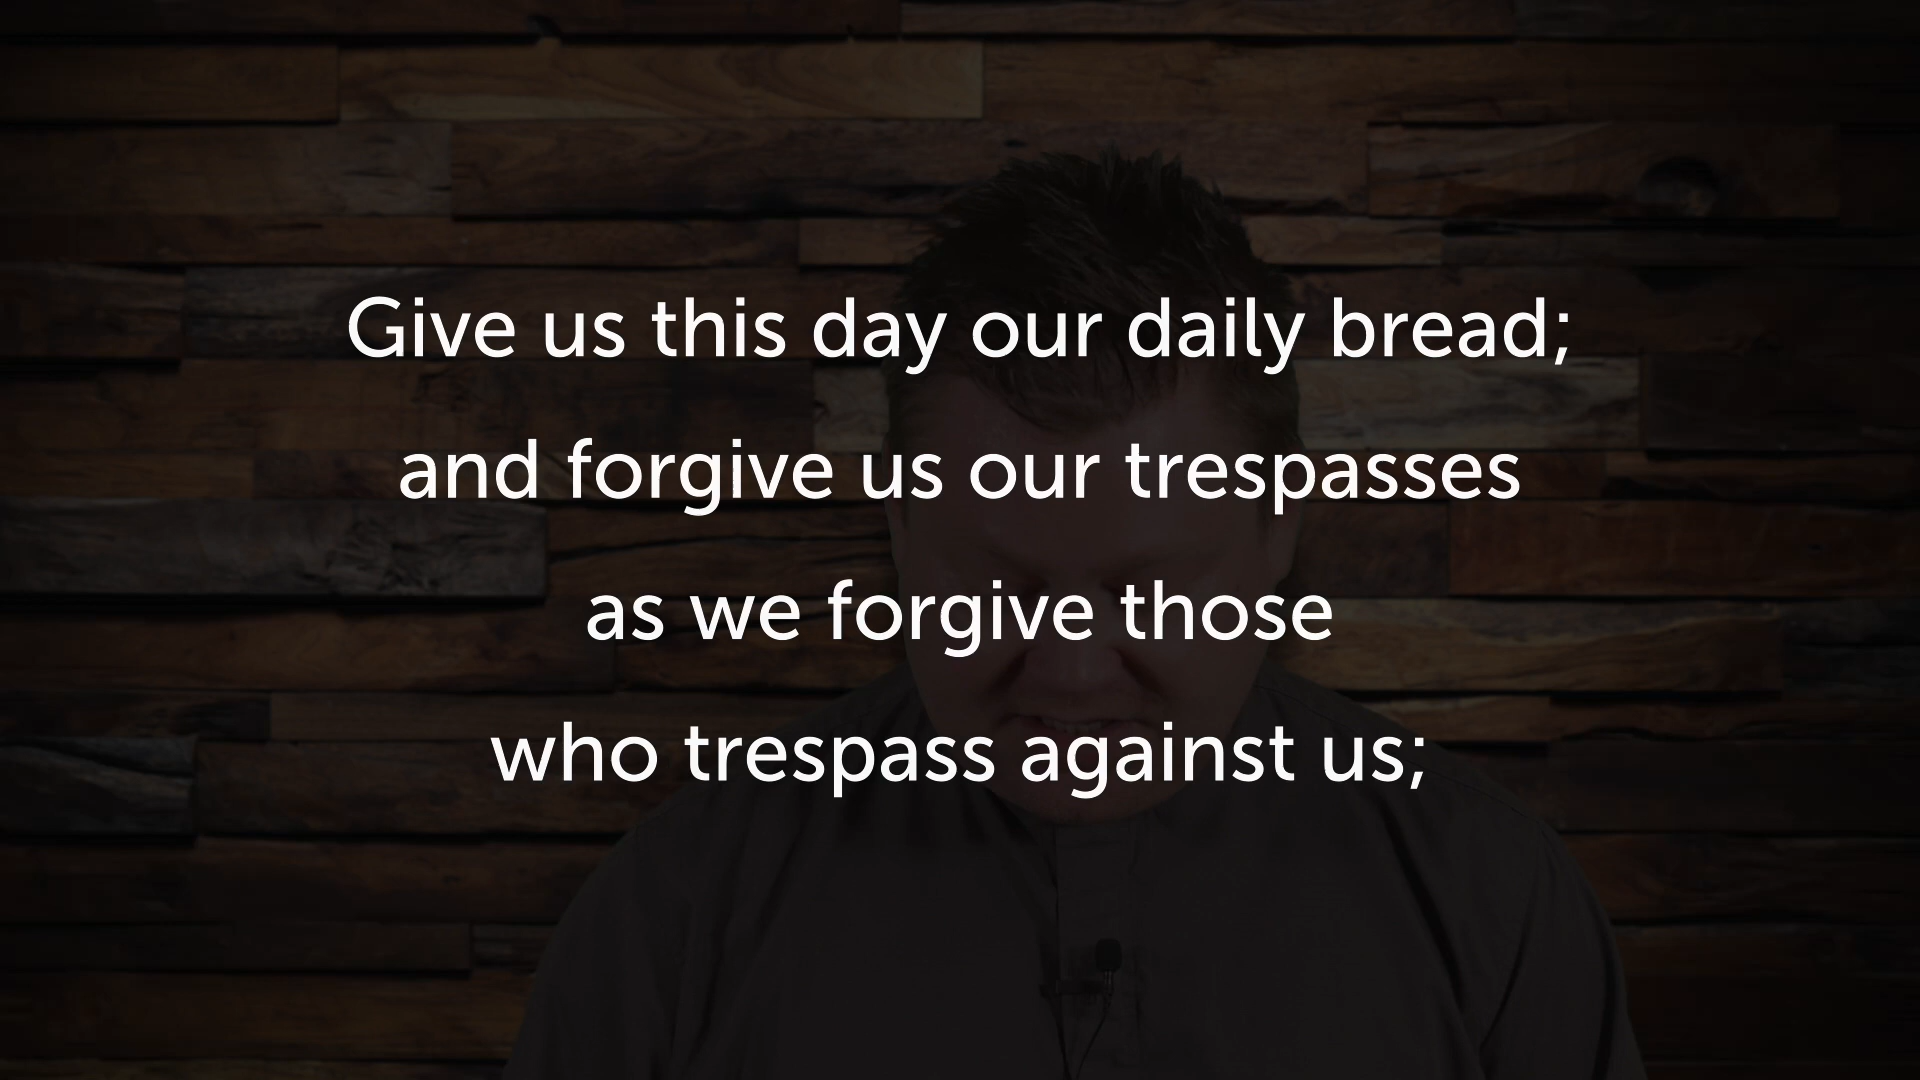 Give us this day our daily bread;
and forgive us our trespasses
as we forgive those
who trespass against us;